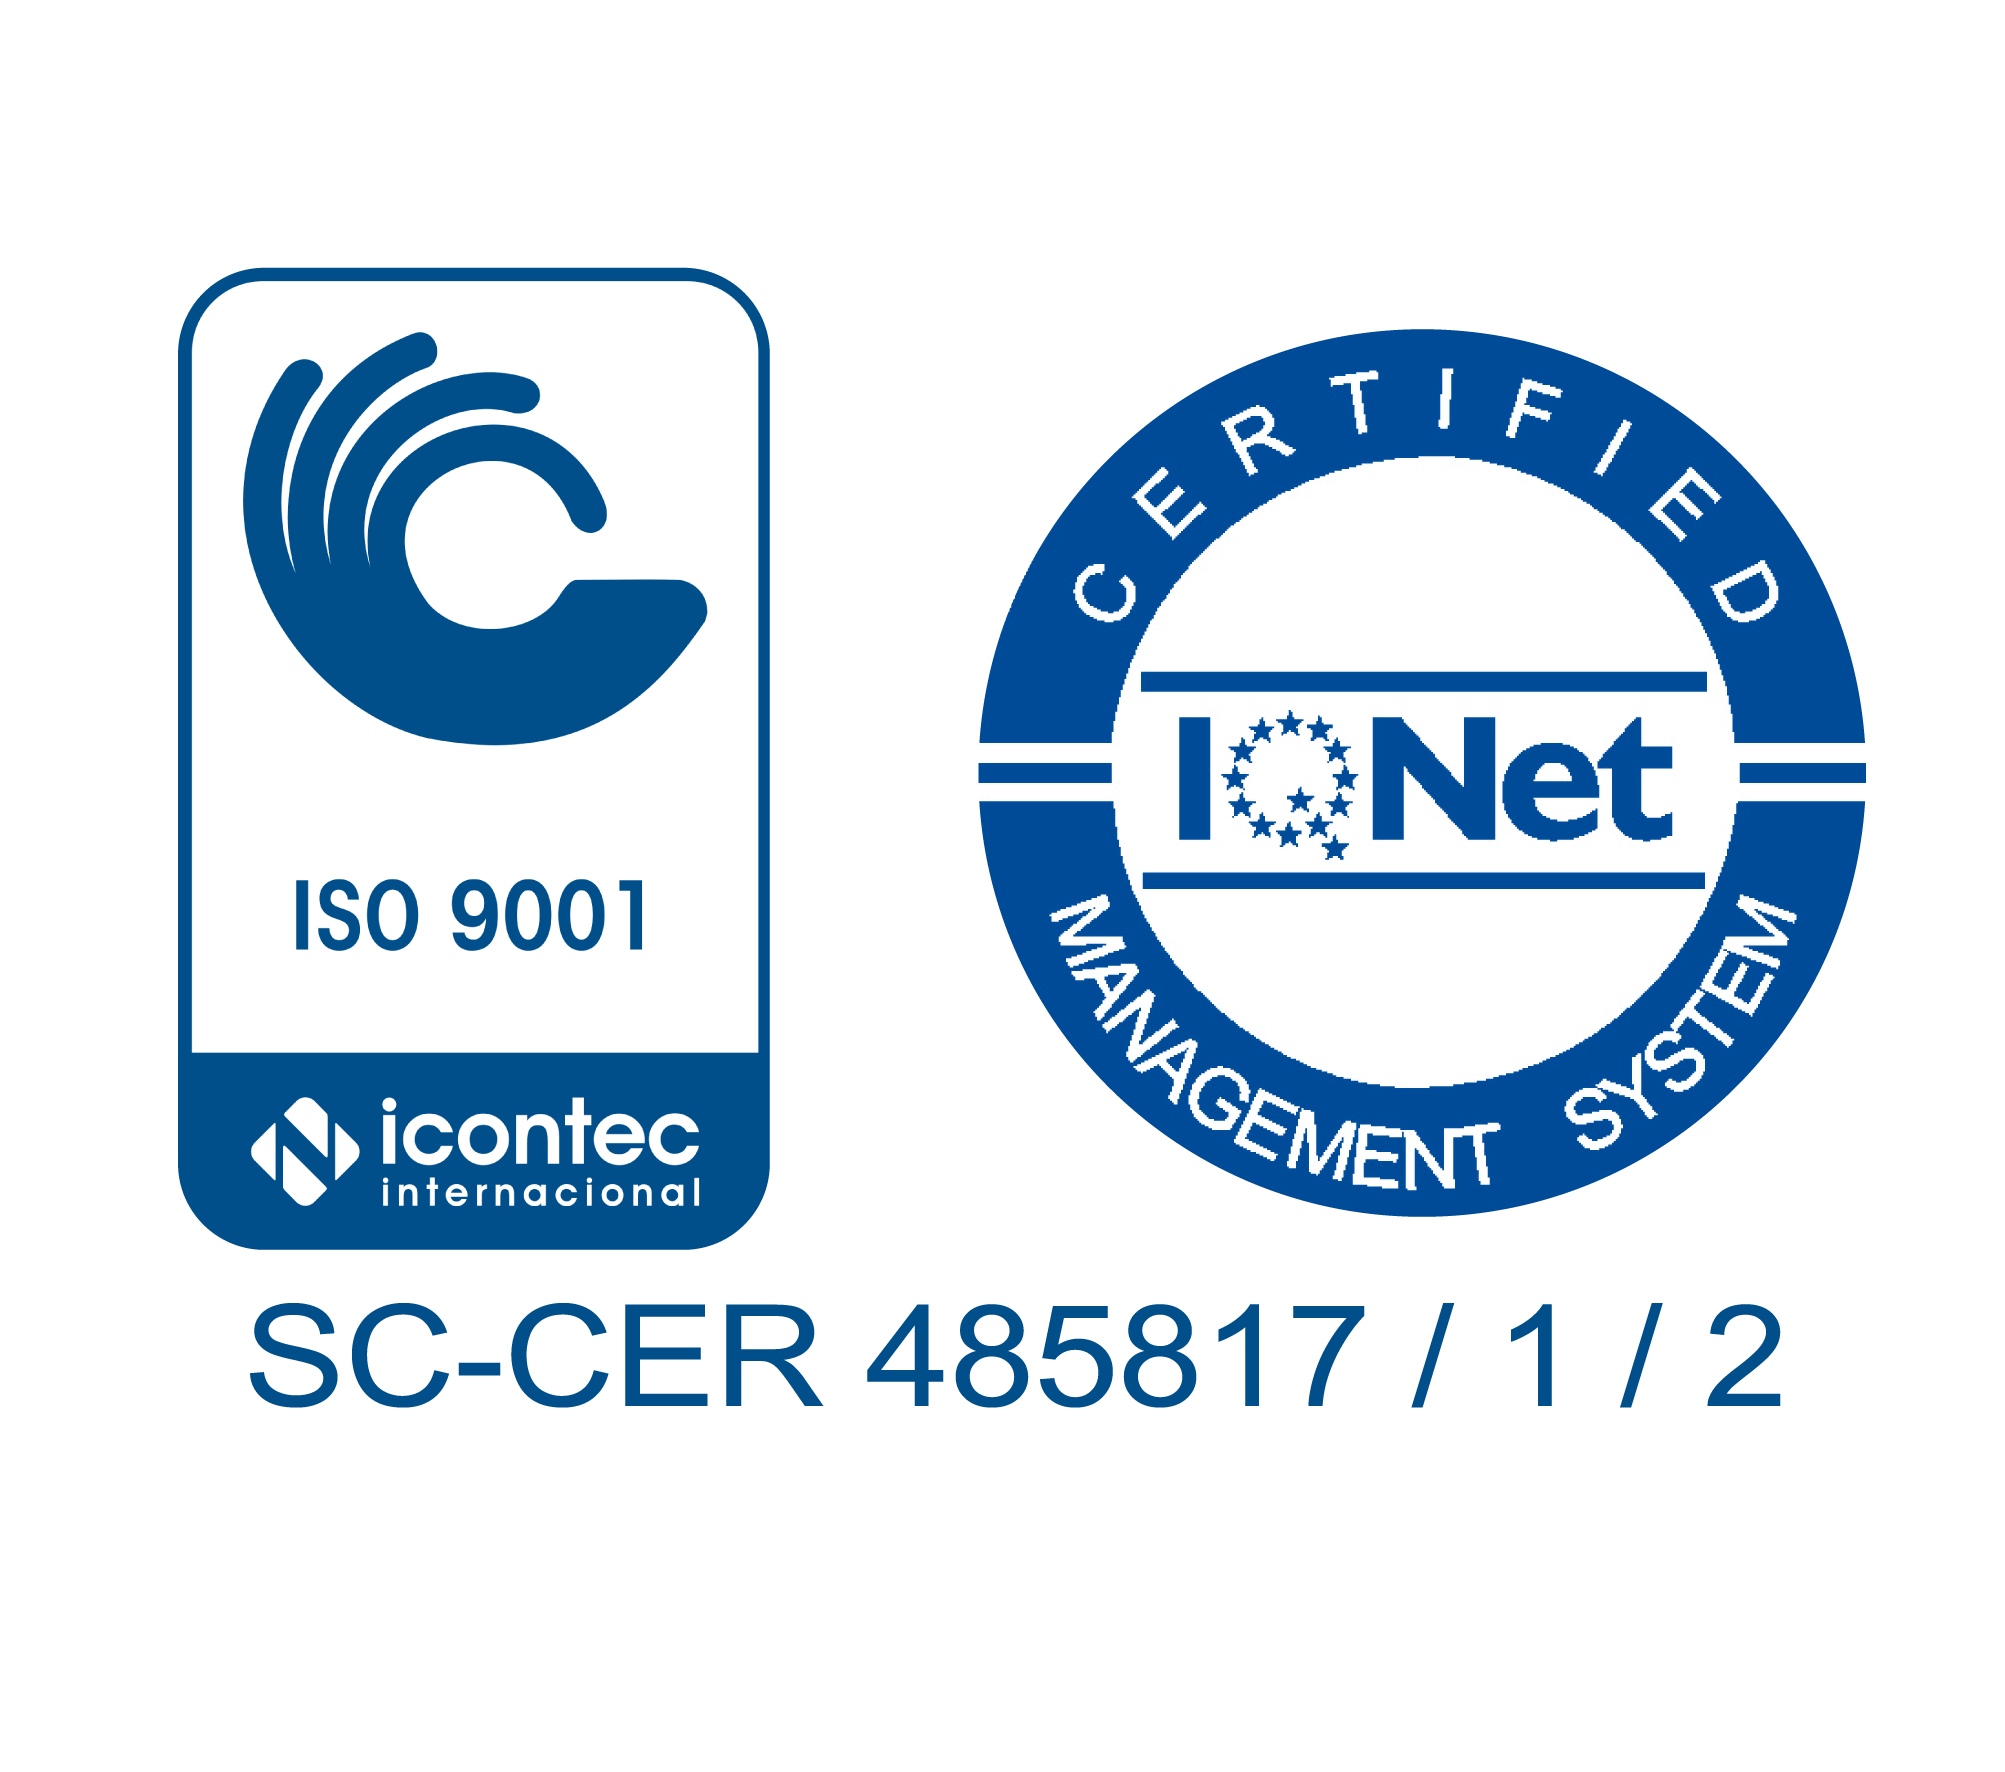 ISO 9001
icontec
internacional
CERTIFIED
IQNet
MANAGEMENT SYSTEM
SC-CER 485817 / 1 / 2